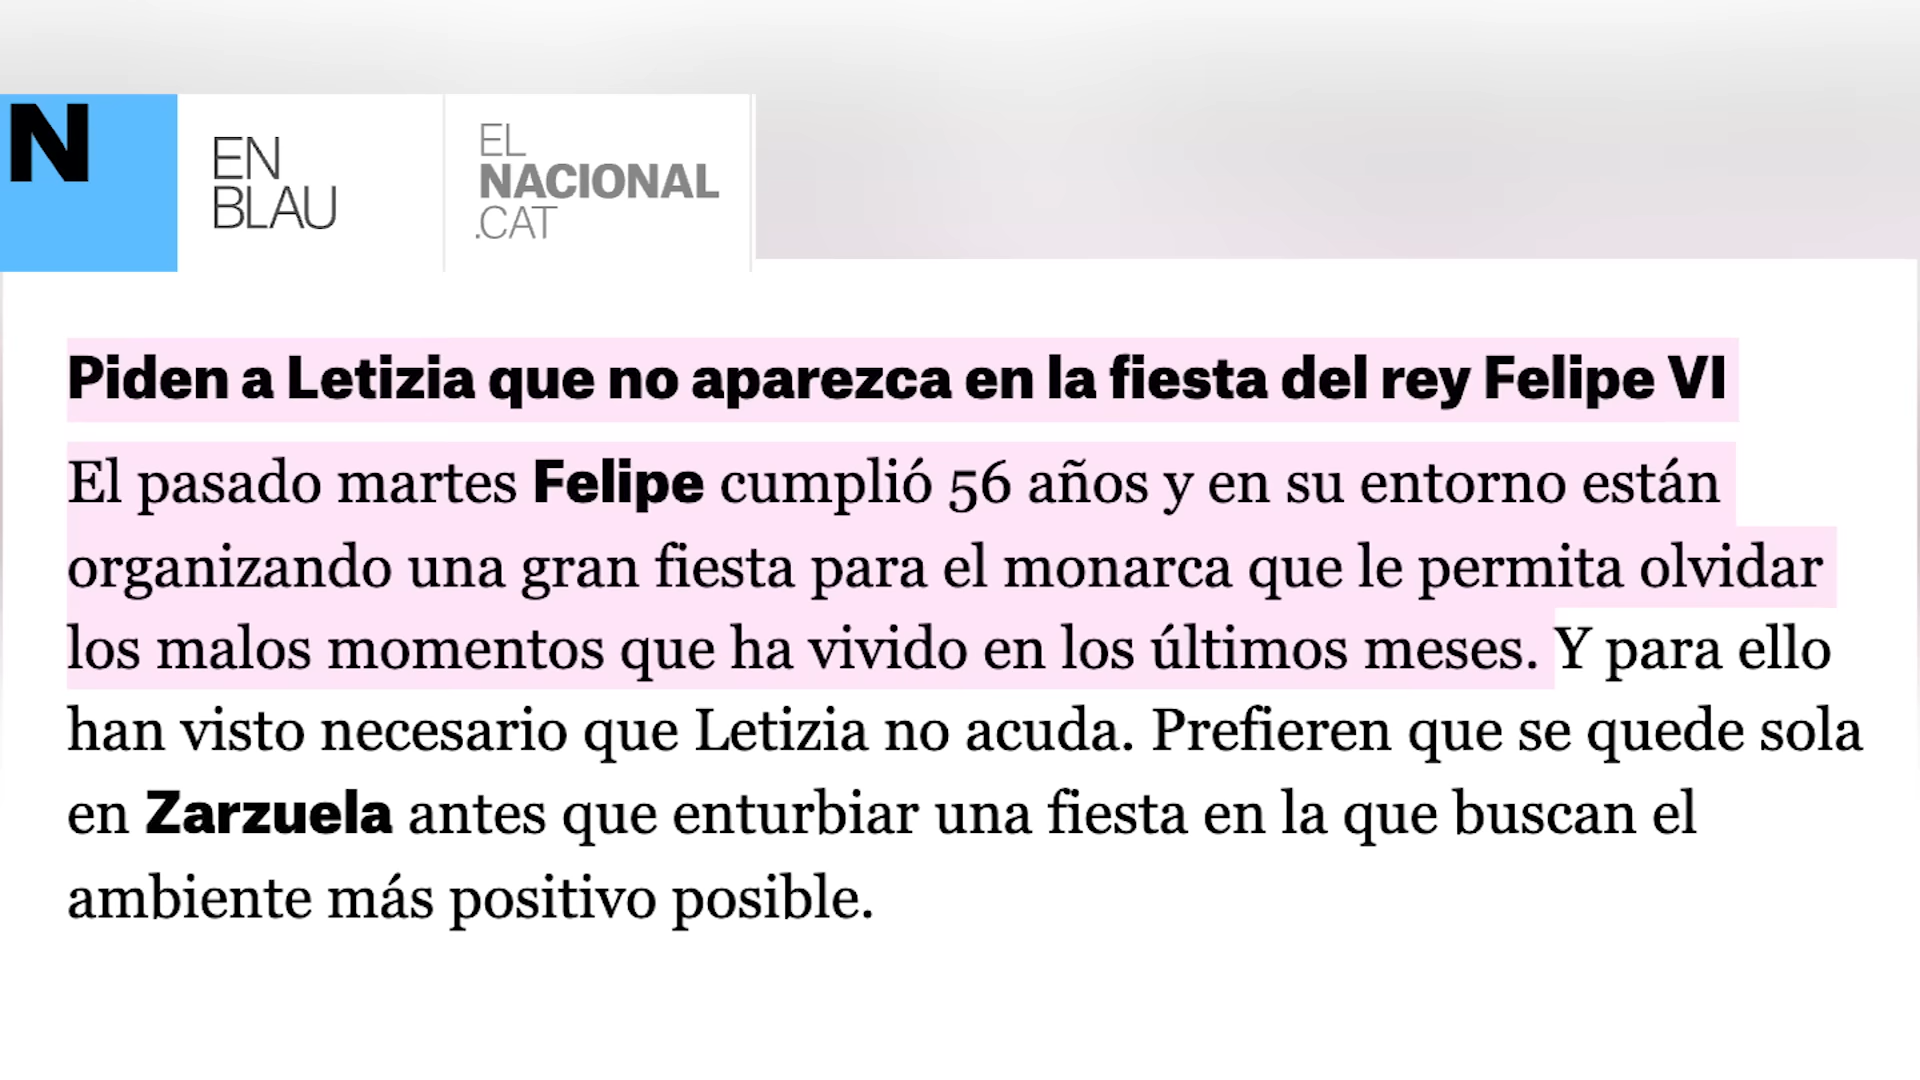 N
EN
BLAU
EL
NACIONAL
.CAT
Piden a Letizia que no aparezca en la fiesta del rey Felipe VI
El pasado martes Felipe cumplió 56 años y en su entorno están
organizando una gran fiesta para el monarca que le permita olvidar
los malos momentos que ha vivido en los últimos meses. Y para ello
han visto necesario que Letizia no acuda. Prefieren que se quede sola
en Zarzuela antes que enturbiar una fiesta en la que buscan el
ambiente más positivo posible.